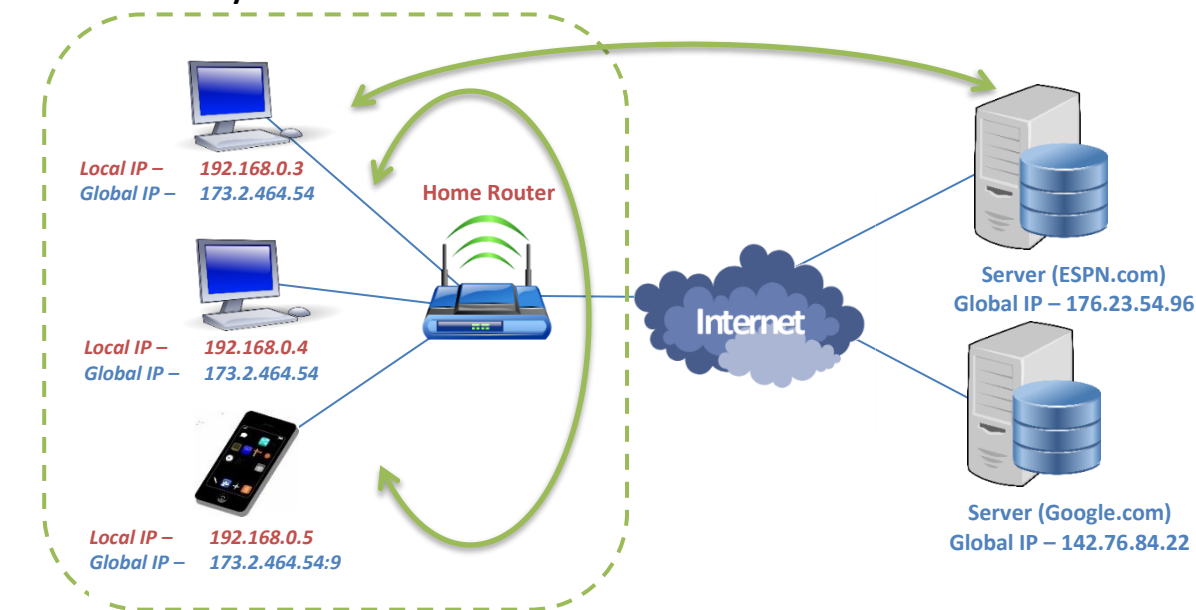 Local IP – 192.168.0.3
Global IP – 173.2.464.54
Home Router
Local IP – 192.168.0.4
Global IP – 173.2.464.54
Local IP – 192.168.0.5
Global IP – 173.2.464.54:9
Internet
Server (ESPN.com)
Global IP – 176.23.54.96
Server (Google.com)
Global IP – 142.76.84.22